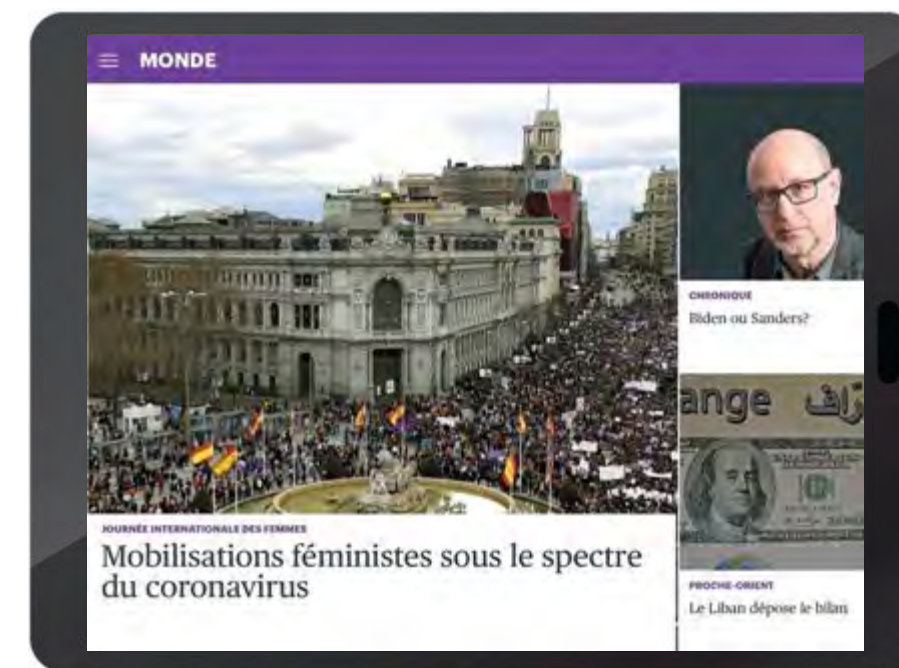 MONDE
JOURNÉE INTERNATIONALE DES FEMMES
Mobilisations féministes sous le spectre
du coronavirus
CHRONIQUE
Biden ou Sanders?
ange
PROCHE-ORIENT
Le Liban dépose le bilan